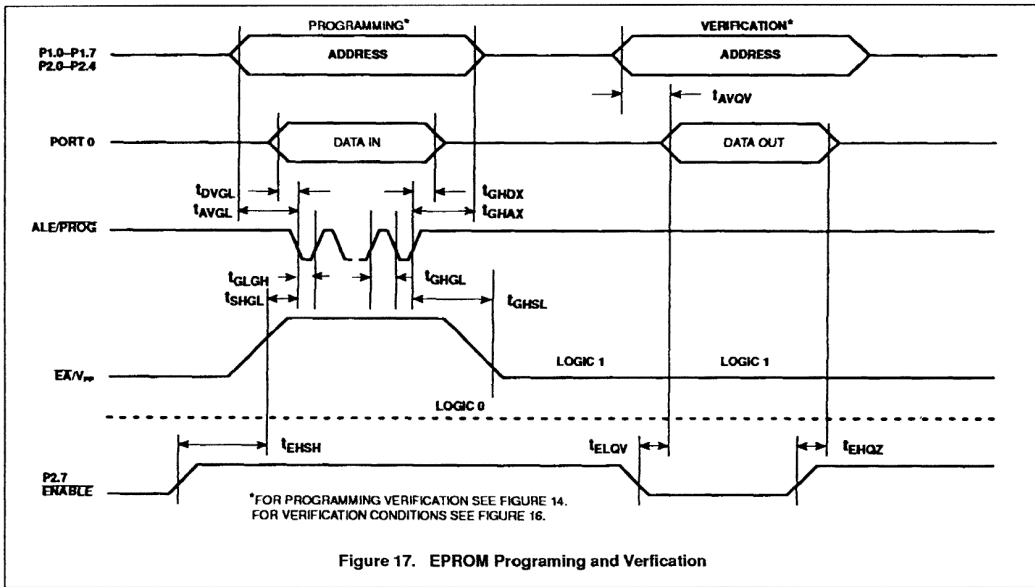 PROGRAMMING*
VERIFICATION*
P1.0–P1.7
P2.0–P2.4
ADDRESS
ADDRESS
tAVQV
PORT 0
DATA IN
DATA OUT
tDVGL
tGHDX
tAVGL
tGHAX
ALE/PROG
tGLGH
tGHGL
tSHGL
tGHSL
EA/VPP
LOGIC 1
LOGIC 1
LOGIC 0
tEHSH
tELQV
tEHQZ
P2.7
ENABLE
*FOR PROGRAMMING VERIFICATION SEE FIGURE 14.
FOR VERIFICATION CONDITIONS SEE FIGURE 16.
Figure 17. EPROM Programing and Verfication